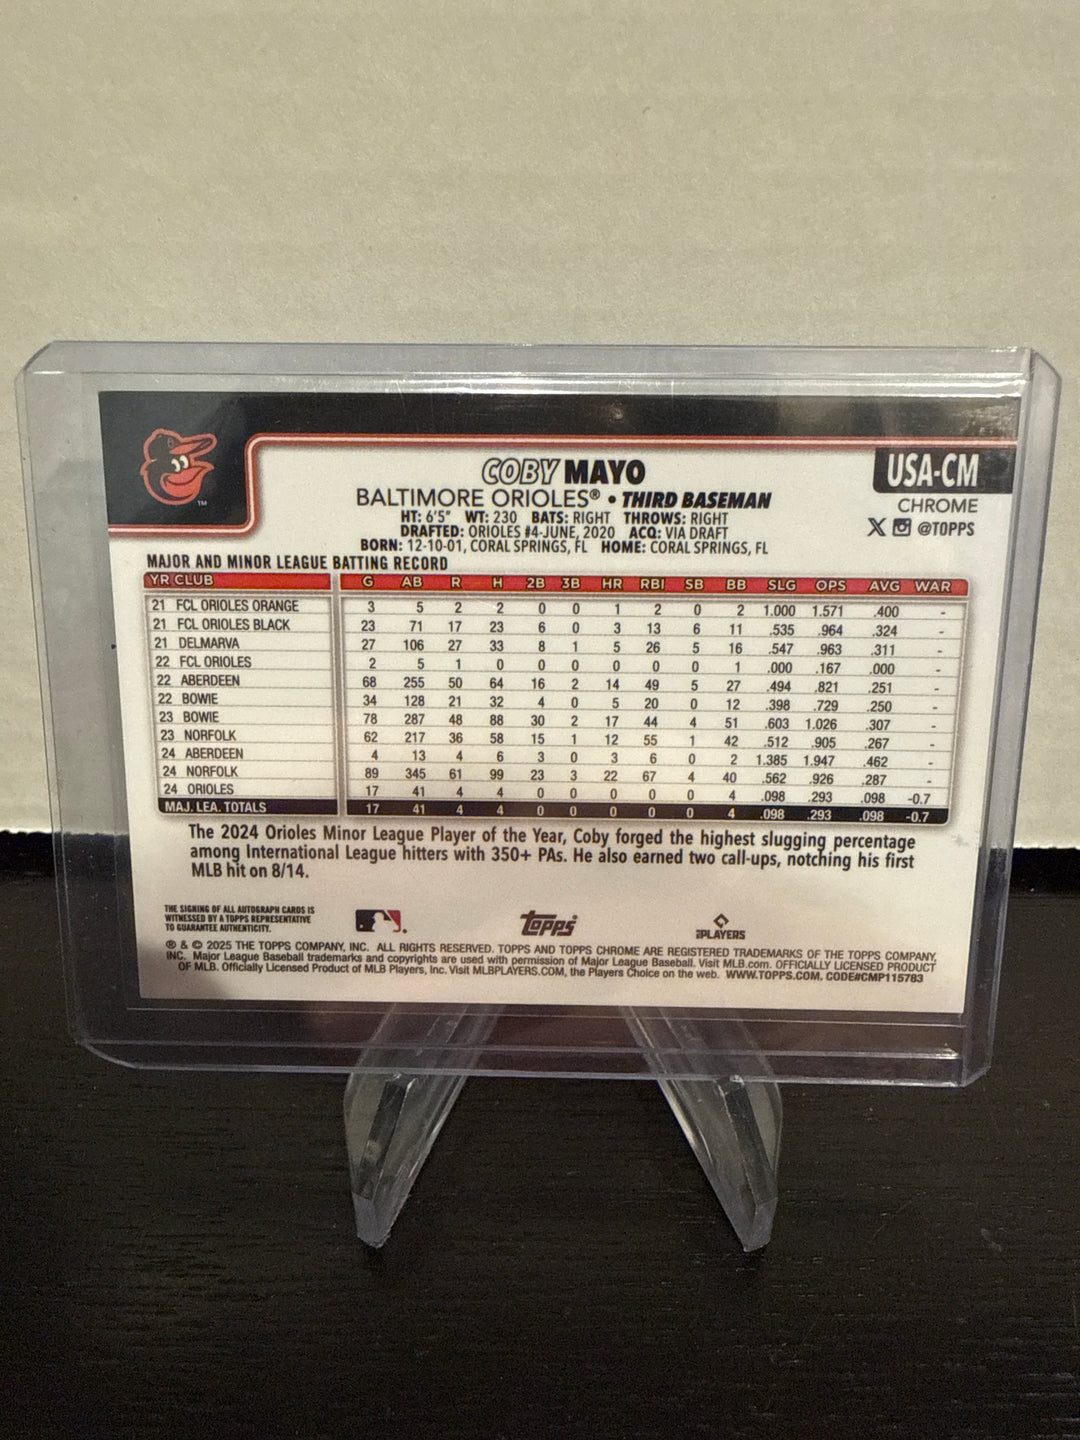 COBY MAYO
BALTIMORE ORIOLES® • THIRD BASEMAN
HT: 6'5" WT: 230 BATS: RIGHT THROWS: RIGHT
DRAFTED: ORIOLES #4-JUNE, 2020 ACQ: VIA DRAFT
BORN: 12-10-01, CORAL SPRINGS, FL HOME: CORAL SPRINGS, FL
USA-CM
CHROME
@TOPPS
TM
MAJOR AND MINOR LEAGUE BATTING RECORD
YR CLUB G AB R H 2B 3B HR RBI SB BB SLG OPS AVG WAR
21 FCL ORIOLES ORANGE 3 5 2 2 0 0 1 2 0 2 1.000 1.571 .400 -
21 FCL ORIOLES BLACK 23 71 17 23 6 0 3 13 6 11 .535 .964 .324 -
21 DELMARVA 27 106 27 33 8 1 5 26 5 16 .547 .963 .311 -
22 FCL ORIOLES 2 5 1 0 0 0 0 0 0 1 .000 .167 .000 -
22 ABERDEEN 68 255 50 64 16 2 14 49 5 27 .494 .821 .251 -
22 BOWIE 34 128 21 32 4 0 5 20 0 12 .398 .729 .250 -
23 BOWIE 78 287 48 88 30 2 17 44 4 51 .603 1.026 .307 -
23 NORFOLK 62 217 36 58 15 1 12 55 1 42 .512 .905 .267 -
24 ABERDEEN 4 13 4 6 3 0 3 6 0 2 1.385 1.947 .462 -
24 NORFOLK 89 345 61 99 23 3 22 67 4 40 .562 .926 .287 -
24 ORIOLES 17 41 4 4 0 0 0 0 0 4 .098 .293 .098 -0.7
MAJ. LEA. TOTALS 17 41 4 4 0 0 0 0 0 4 .098 .293 .098 -0.7
The 2024 Orioles Minor League Player of the Year, Coby forged the highest slugging percentage
among International League hitters with 350+ PAs. He also earned two call-ups, notching his first
MLB hit on 8/14.
THE SIGNING OF ALL AUTOGRAPH CARDS IS
WITNESSED BY A TOPPS REPRESENTATIVE
TO GUARANTEE AUTHENTICITY.
Topps
PLAYERS
® & © 2025 THE TOPPS COMPANY, INC. ALL RIGHTS RESERVED. TOPPS AND TOPPS CHROME ARE REGISTERED TRADEMARKS OF THE TOPPS COMPANY,
INC. Major League Baseball trademarks and copyrights are used with permission of Major League Baseball. Visit MLB.com. OFFICIALLY LICENSED PRODUCT
OF MLB. Officially Licensed Product of MLB Players, Inc. Visit MLBPLAYERS.COM, the Players Choice on the web. WWW.TOPPS.COM. CODE#CMP115783